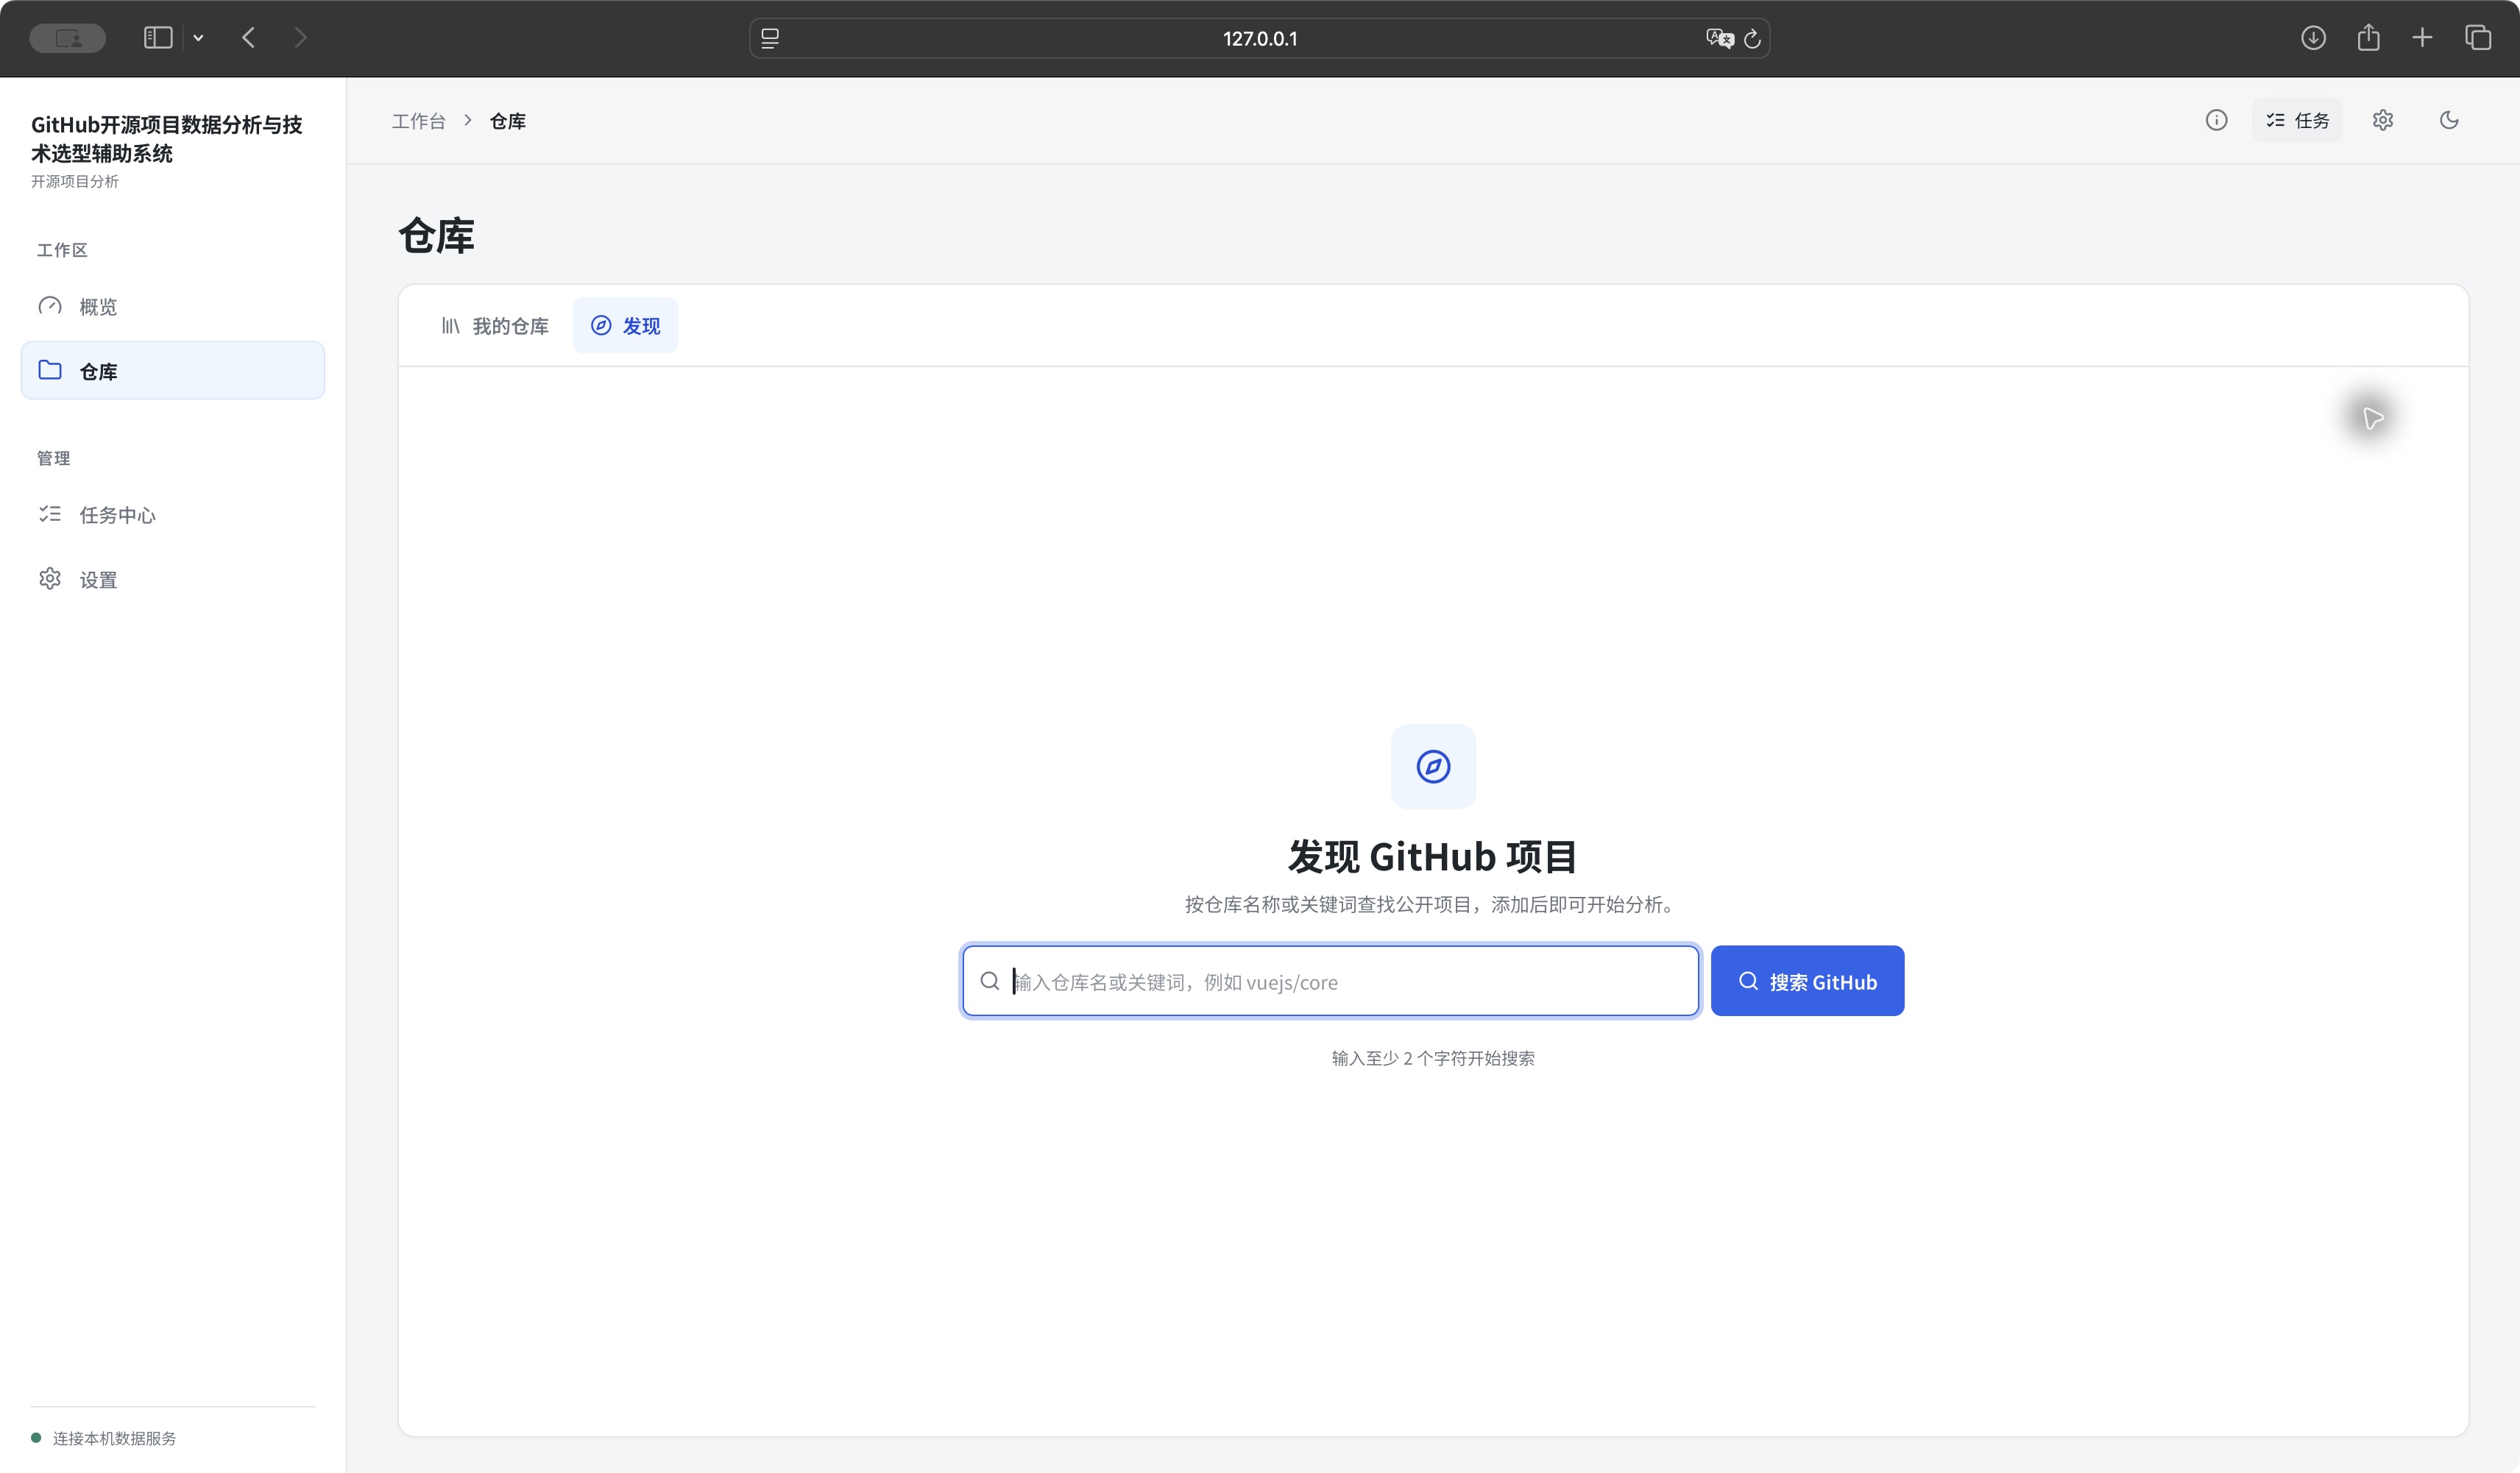 127.0.0.1
GitHub开源项目数据分析与技
术选型辅助系统
开源项目分析
工作区
概览
仓库
管理
任务中心
设置
连接本机数据服务
工作台 > 仓库
任务
仓库
我的仓库
发现
发现 GitHub 项目
按仓库名称或关键词查找公开项目，添加后即可开始分析。
输入仓库名或关键词，例如 vuejs/core
搜索 GitHub
输入至少 2 个字符开始搜索